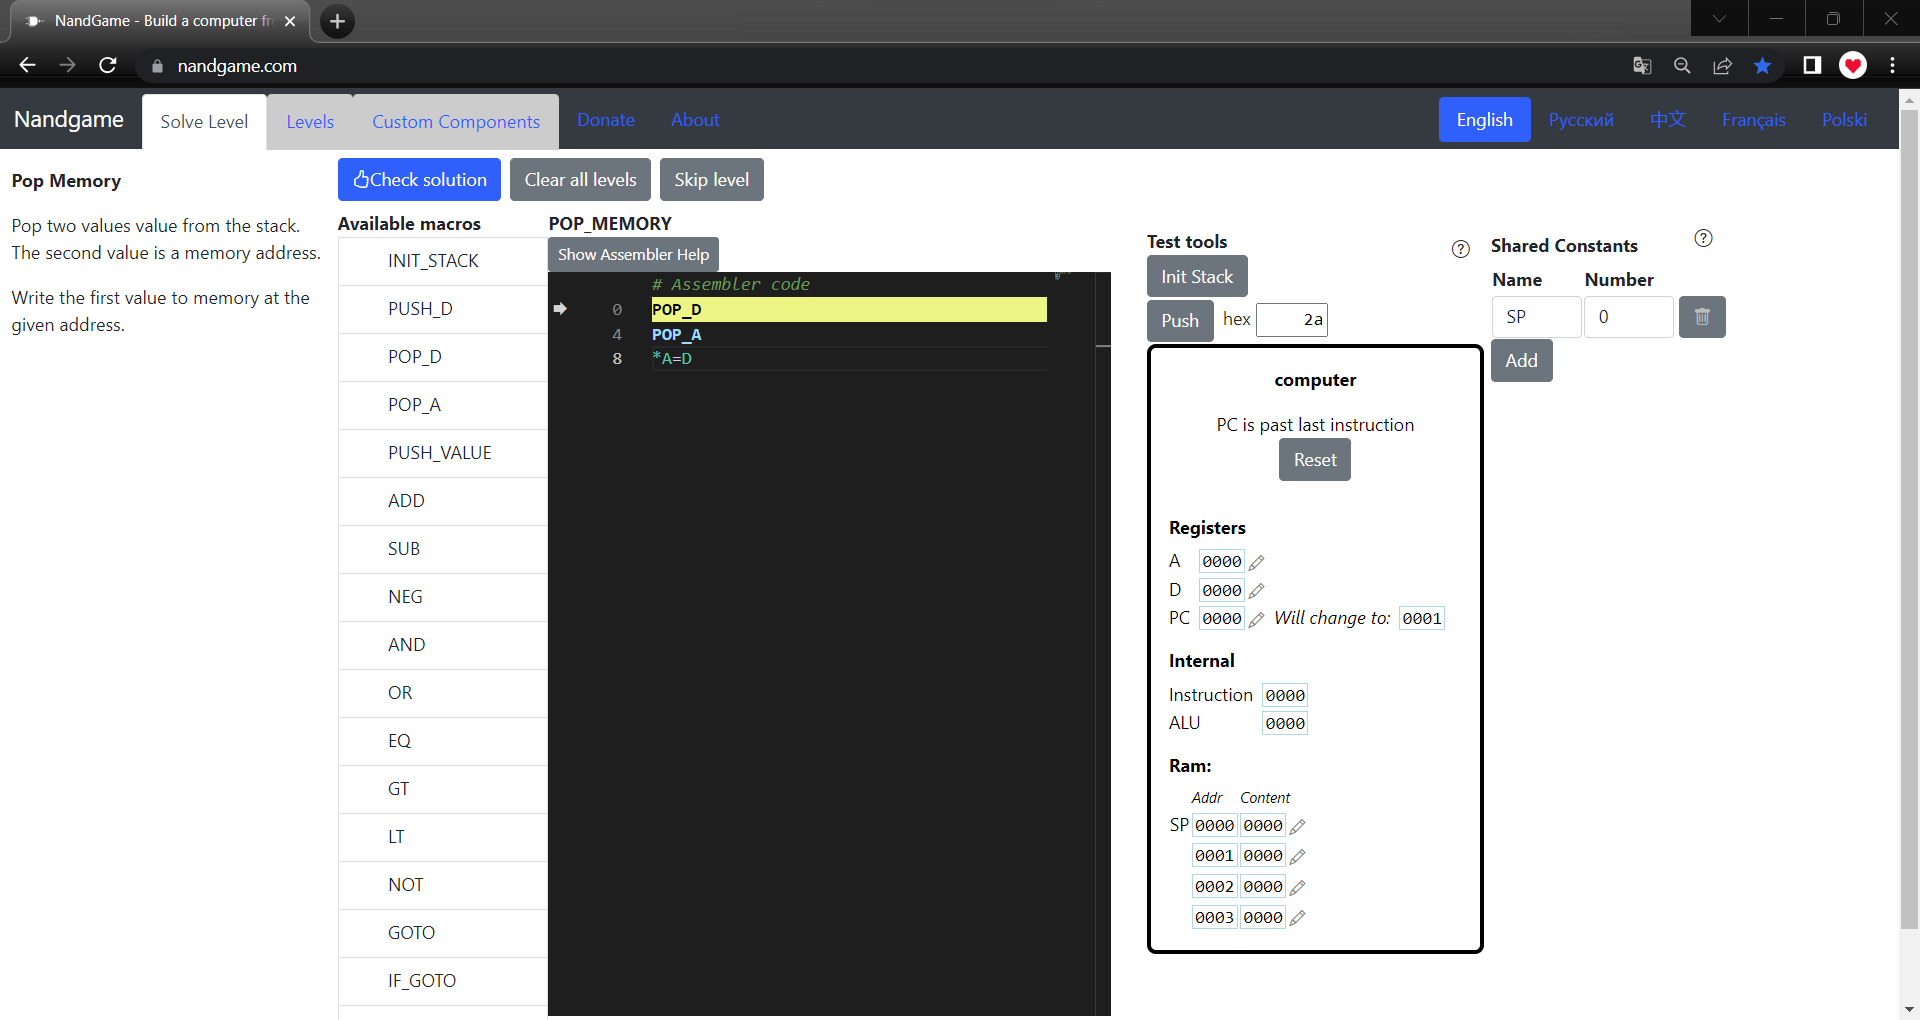 NandGame - Build a computer fr
nandgame.com
Nandgame
Solve Level
Levels
Custom Components
Donate
About
English
Русский
中文
Français
Polski
Pop Memory
Pop two values value from the stack.
The second value is a memory address.
Write the first value to memory at the
given address.
Check solution
Clear all levels
Skip level
Available macros
INIT_STACK
PUSH_D
POP_D
POP_A
PUSH_VALUE
ADD
SUB
NEG
AND
OR
EQ
GT
LT
NOT
GOTO
IF_GOTO
POP_MEMORY
Show Assembler Help
# Assembler code
0 POP_D
4 POP_A
8 *A=D
Test tools
Init Stack
Push hex 2a
computer
PC is past last instruction
Reset
Registers
A 0000
D 0000
PC 0000 Will change to: 0001
Internal
Instruction 0000
ALU 0000
Ram:
Addr Content
SP 0000 0000
0001 0000
0002 0000
0003 0000
Shared Constants
Name Number
SP 0
Add